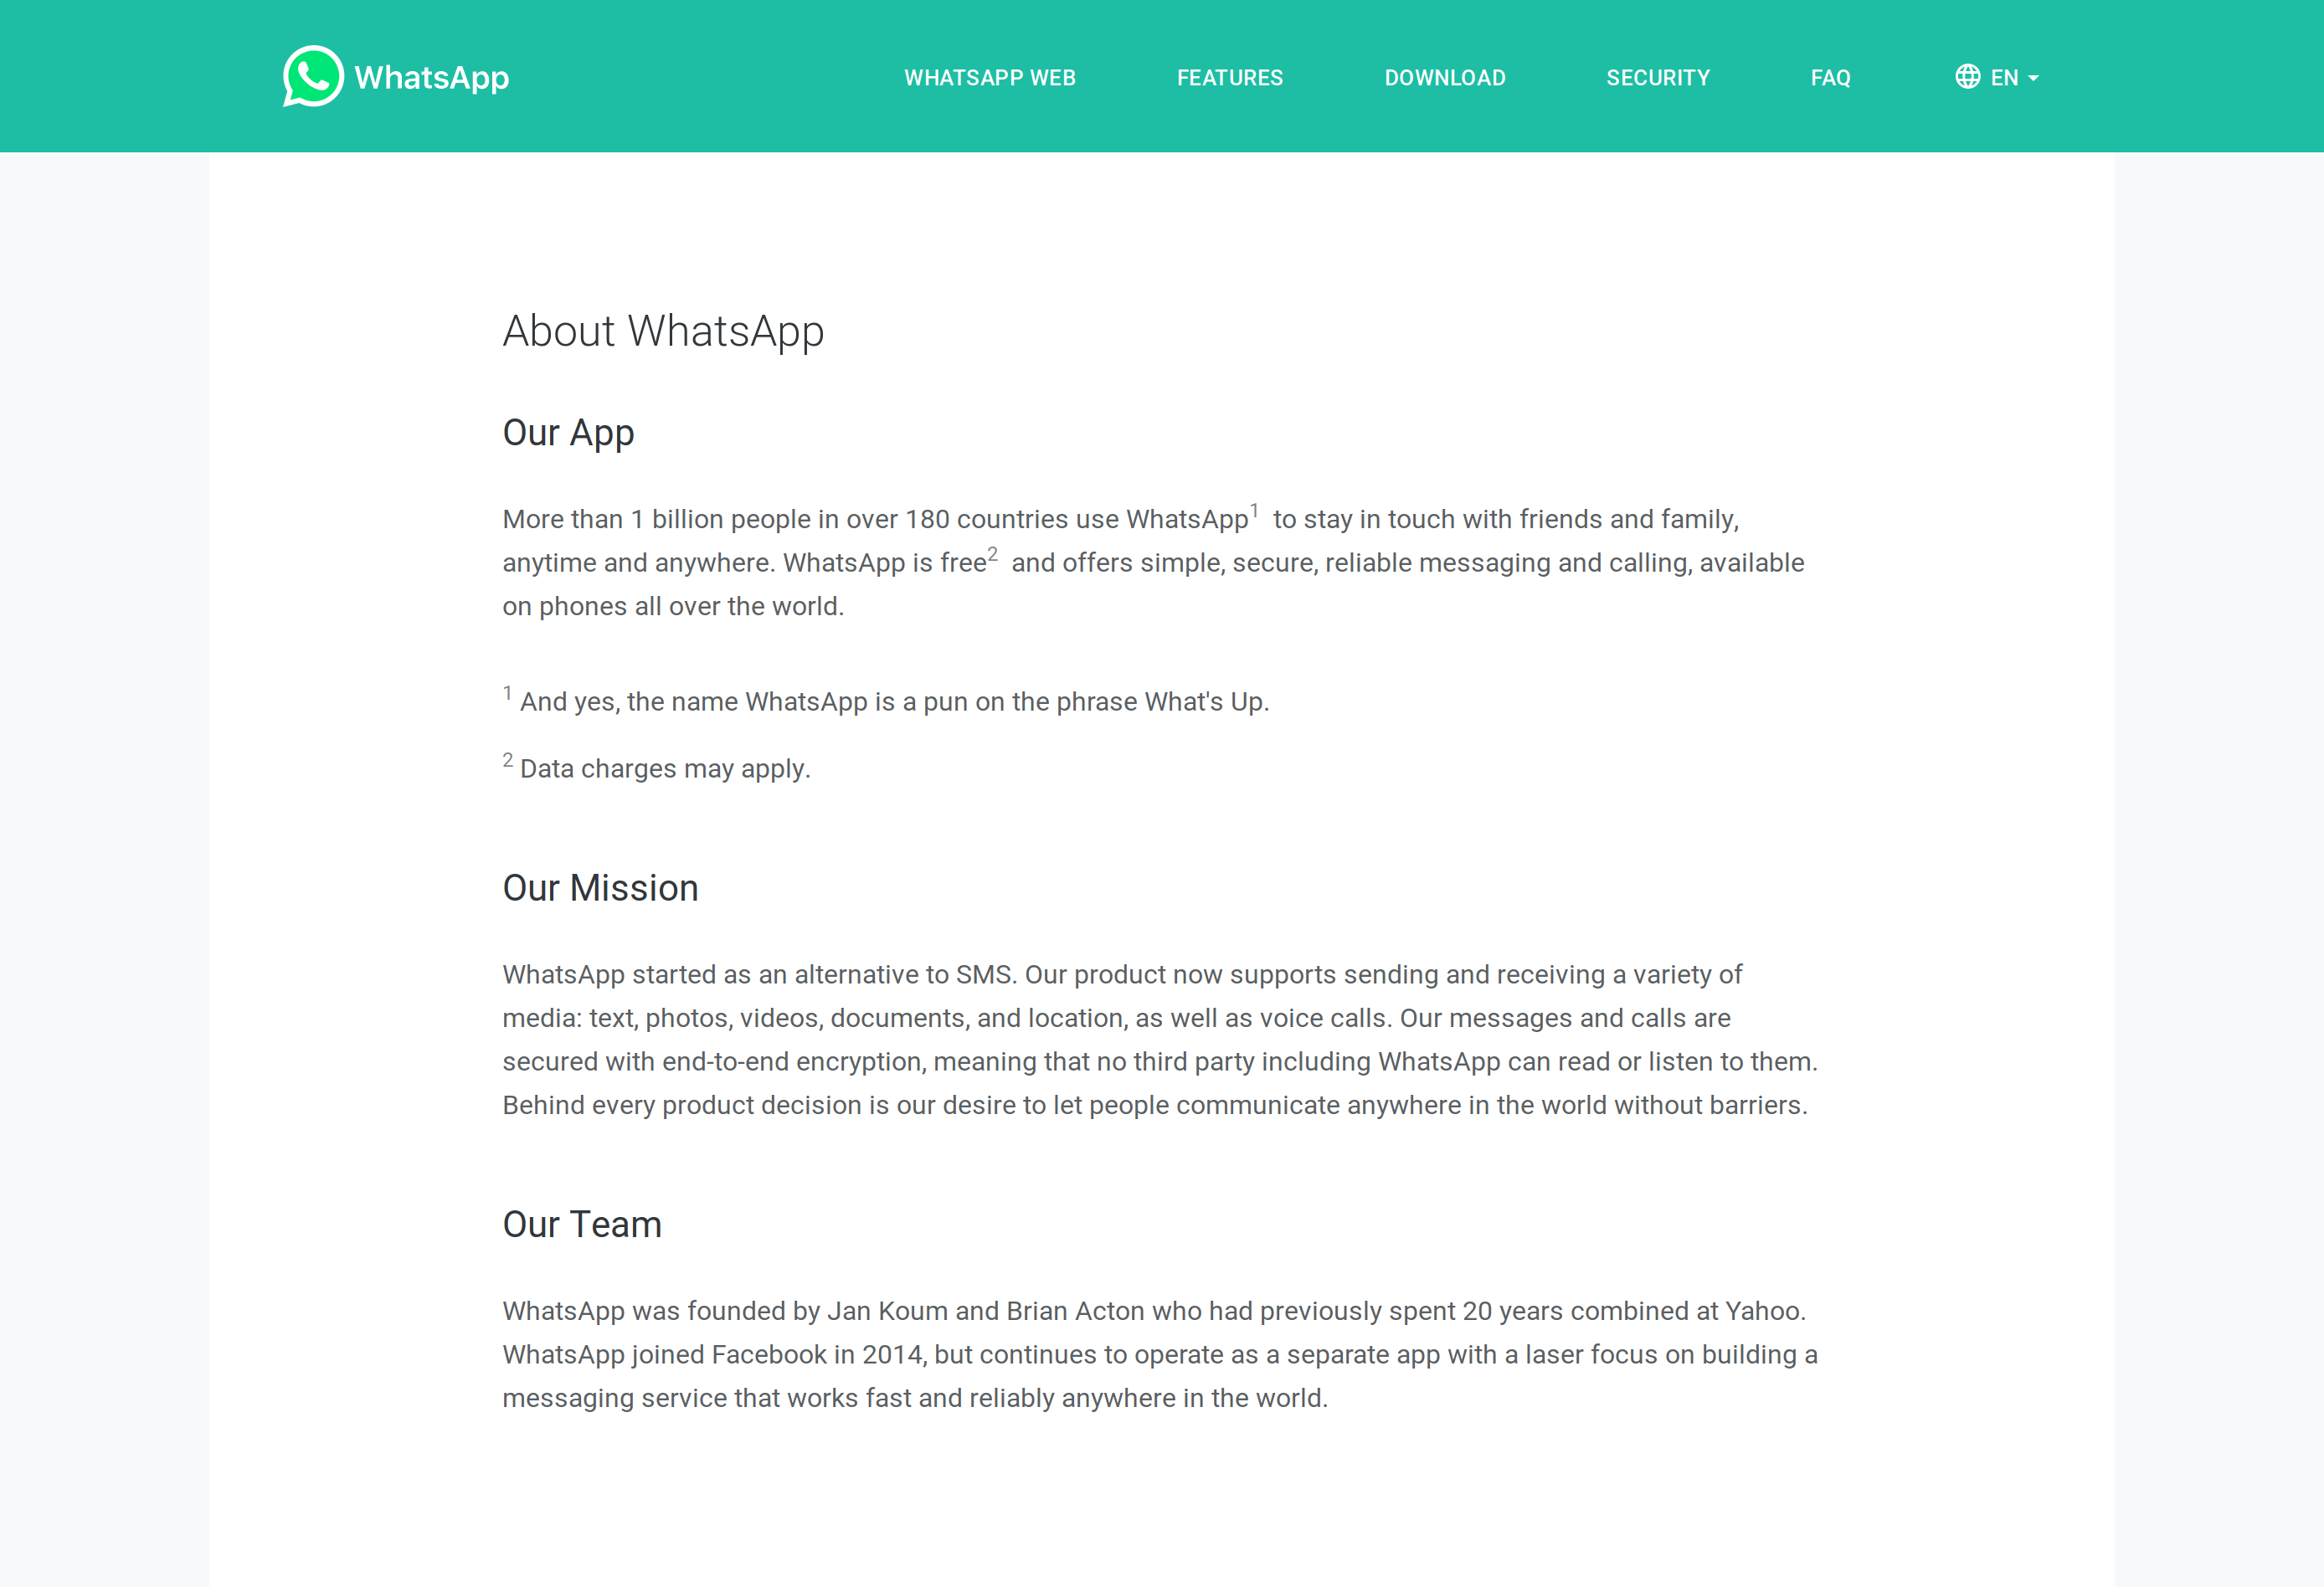 WhatsApp
WHATSAPP WEB FEATURES DOWNLOAD SECURITY FAQ EN
About WhatsApp
Our App
More than 1 billion people in over 180 countries use WhatsApp1 to stay in touch with friends and family,
anytime and anywhere. WhatsApp is free2 and offers simple, secure, reliable messaging and calling, available
on phones all over the world.
1 And yes, the name WhatsApp is a pun on the phrase What's Up.
2 Data charges may apply.
Our Mission
WhatsApp started as an alternative to SMS. Our product now supports sending and receiving a variety of
media: text, photos, videos, documents, and location, as well as voice calls. Our messages and calls are
secured with end-to-end encryption, meaning that no third party including WhatsApp can read or listen to them.
Behind every product decision is our desire to let people communicate anywhere in the world without barriers.
Our Team
WhatsApp was founded by Jan Koum and Brian Acton who had previously spent 20 years combined at Yahoo.
WhatsApp joined Facebook in 2014, but continues to operate as a separate app with a laser focus on building a
messaging service that works fast and reliably anywhere in the world.